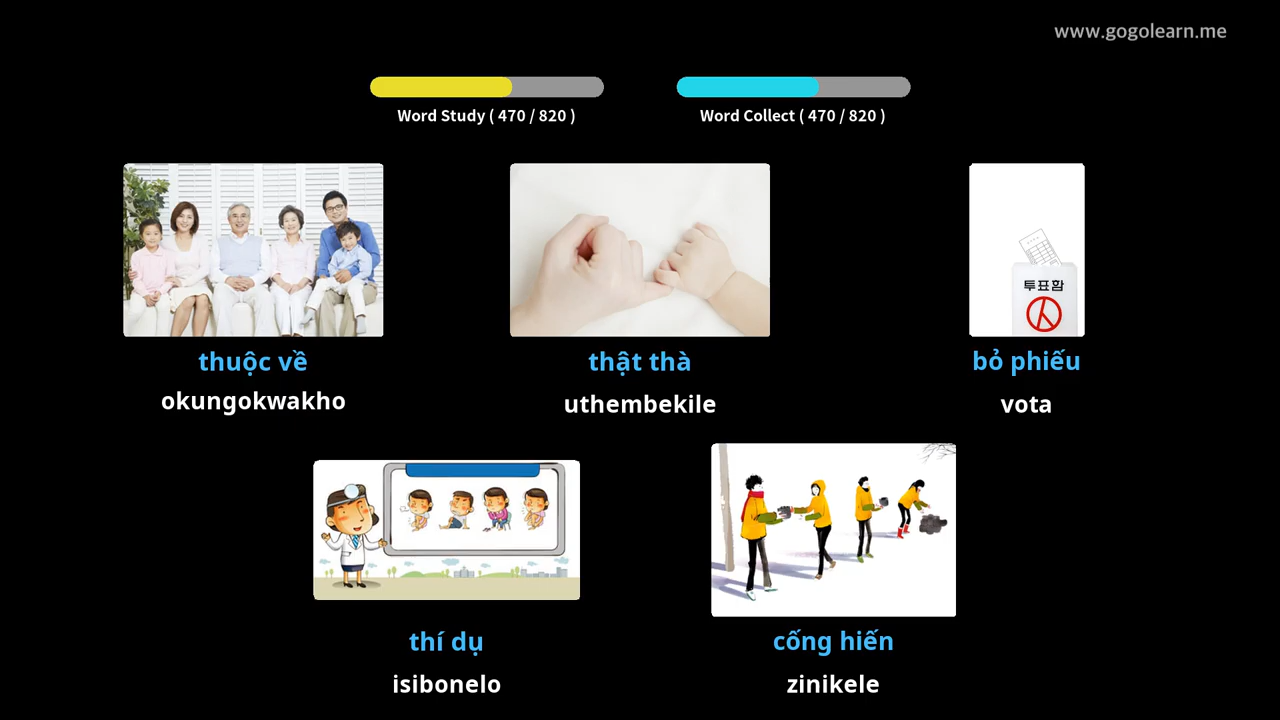 www.gogolearn.me
Word Study ( 470 / 820 )
Word Collect ( 470 / 820 )
투표함
thuộc về
thật thà
bỏ phiếu
okungokwakho
uthembekile
vota
thí dụ
cống hiến
isibonelo
zinikele